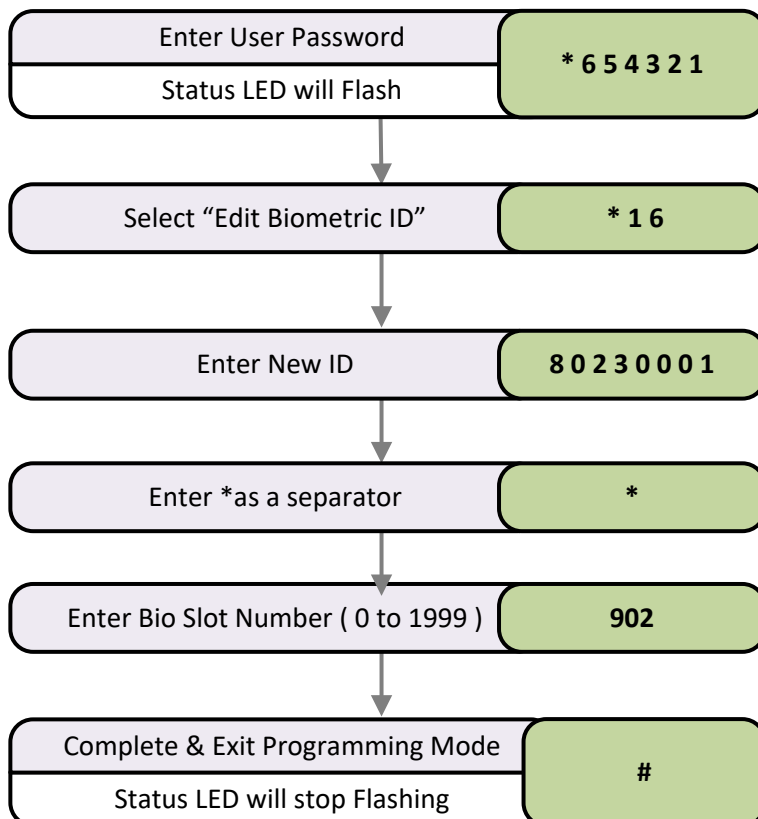 Enter User Password
* 6 5 4 3 2 1
Status LED will Flash
Select “Edit Biometric ID”
* 1 6
Enter New ID
8 0 2 3 0 0 0 1
Enter *as a separator
*
Enter Bio Slot Number ( 0 to 1999 )
902
Complete & Exit Programming Mode
#
Status LED will stop Flashing